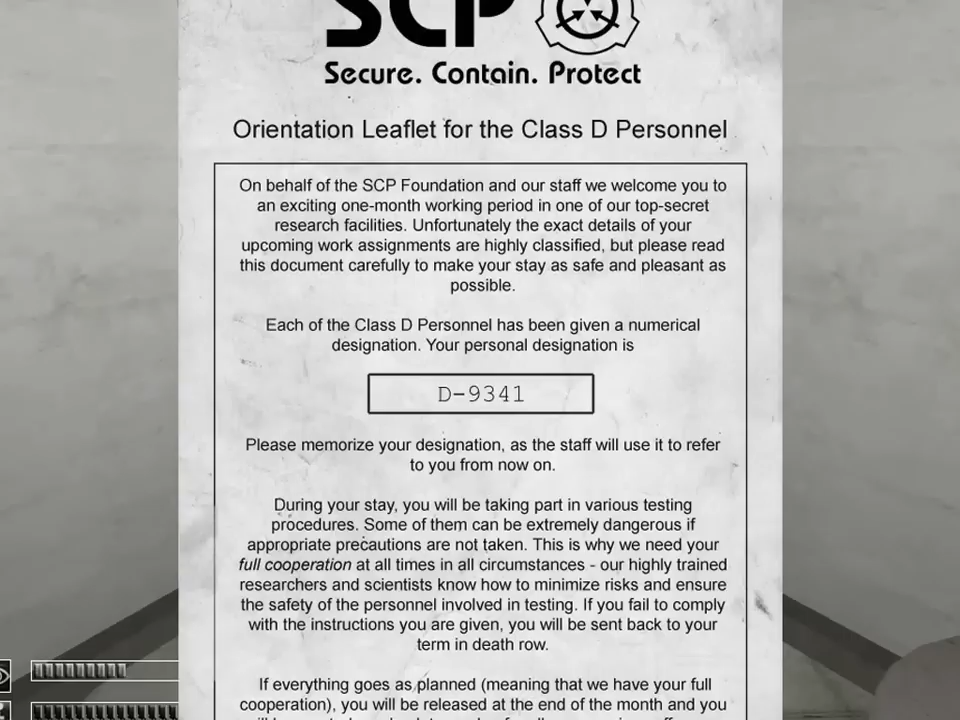 SCP
Secure. Contain. Protect
Orientation Leaflet for the Class D Personnel
On behalf of the SCP Foundation and our staff we welcome you to
an exciting one-month working period in one of our top-secret
research facilities. Unfortunately the exact details of your
upcoming work assignments are highly classified, but please read
this document carefully to make your stay as safe and pleasant as
possible.
Each of the Class D Personnel has been given a numerical
designation. Your personal designation is
D-9341
Please memorize your designation, as the staff will use it to refer
to you from now on.
During your stay, you will be taking part in various testing
procedures. Some of them can be extremely dangerous if
appropriate precautions are not taken. This is why we need your
full cooperation at all times in all circumstances - our highly trained
researchers and scientists know how to minimize risks and ensure
the safety of the personnel involved in testing. If you fail to comply
with the instructions you are given, you will be sent back to your
term in death row.
If everything goes as planned (meaning that we have your full
cooperation), you will be released at the end of the month and you